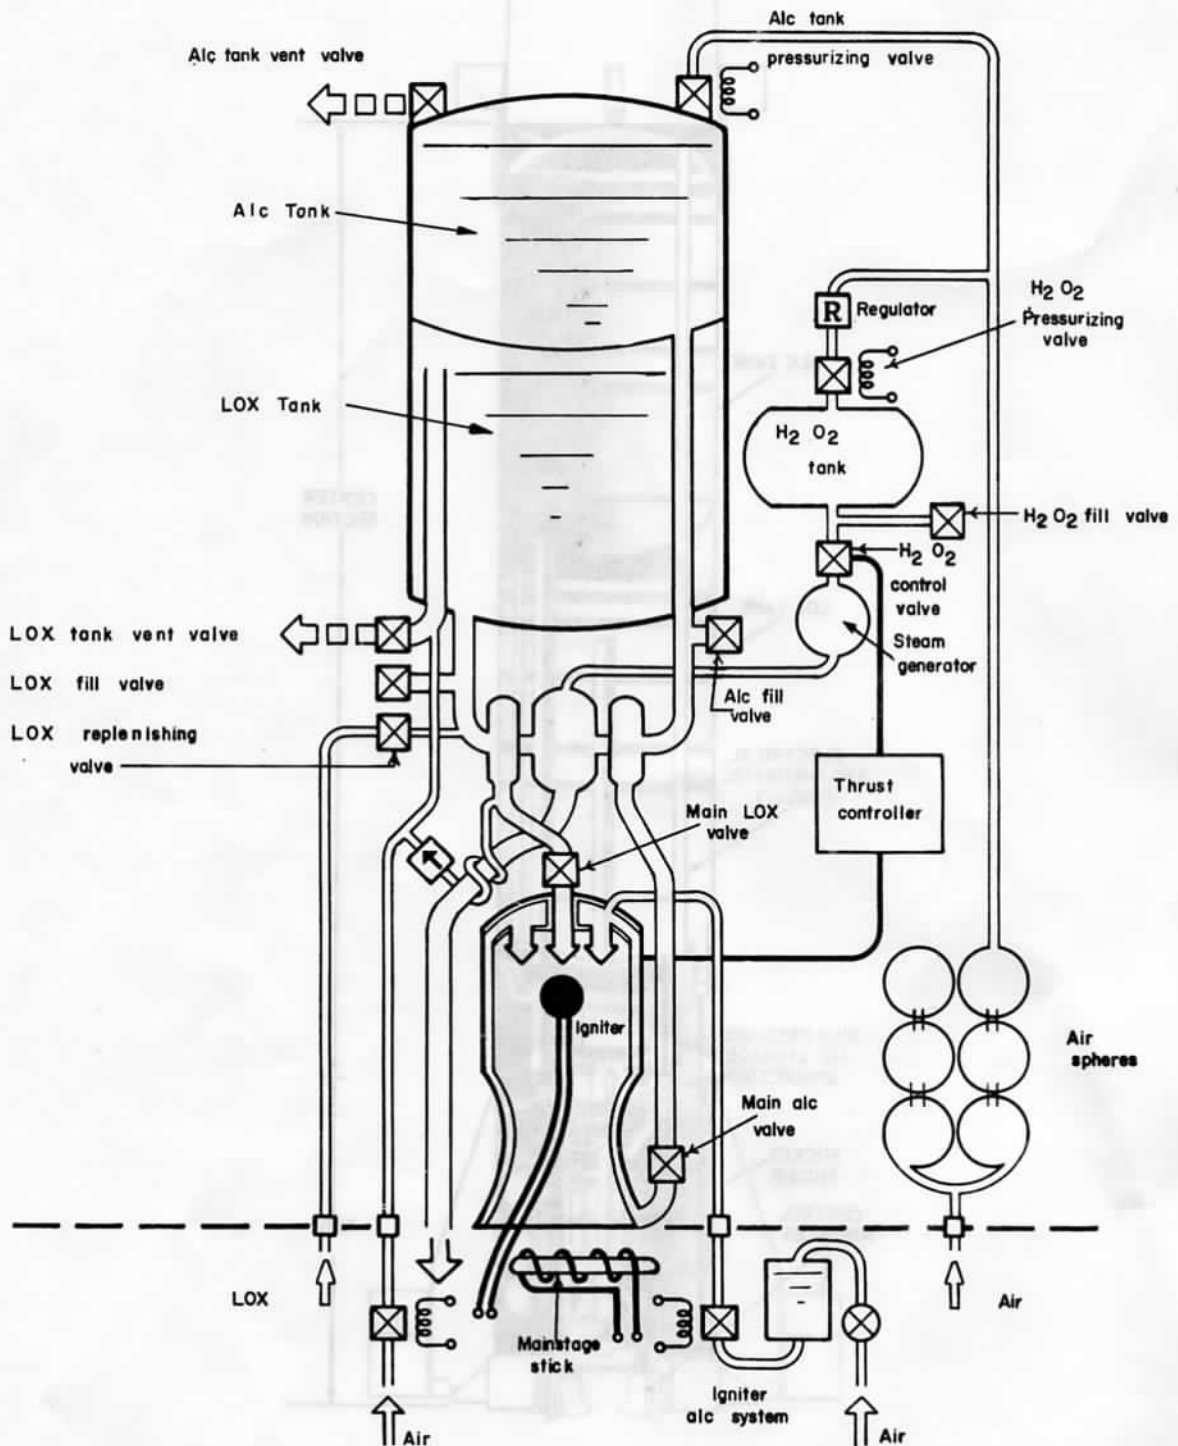 Alc tank
pressurizing valve
Alc tank vent valve
Alc Tank
H2 O2
Pressurizing
valve
R
Regulator
LOX Tank
H2 O2
tank
H2 O2 fill valve
H2 O2
control
valve
LOX tank vent valve
Steam
generator
LOX fill valve
Alc fill
valve
LOX replenishing
valve
Thrust
controller
Main LOX
valve
Igniter
Air
spheres
Main alc
valve
LOX
Air
Mainstage
stick
Igniter
alc system
Air
Air